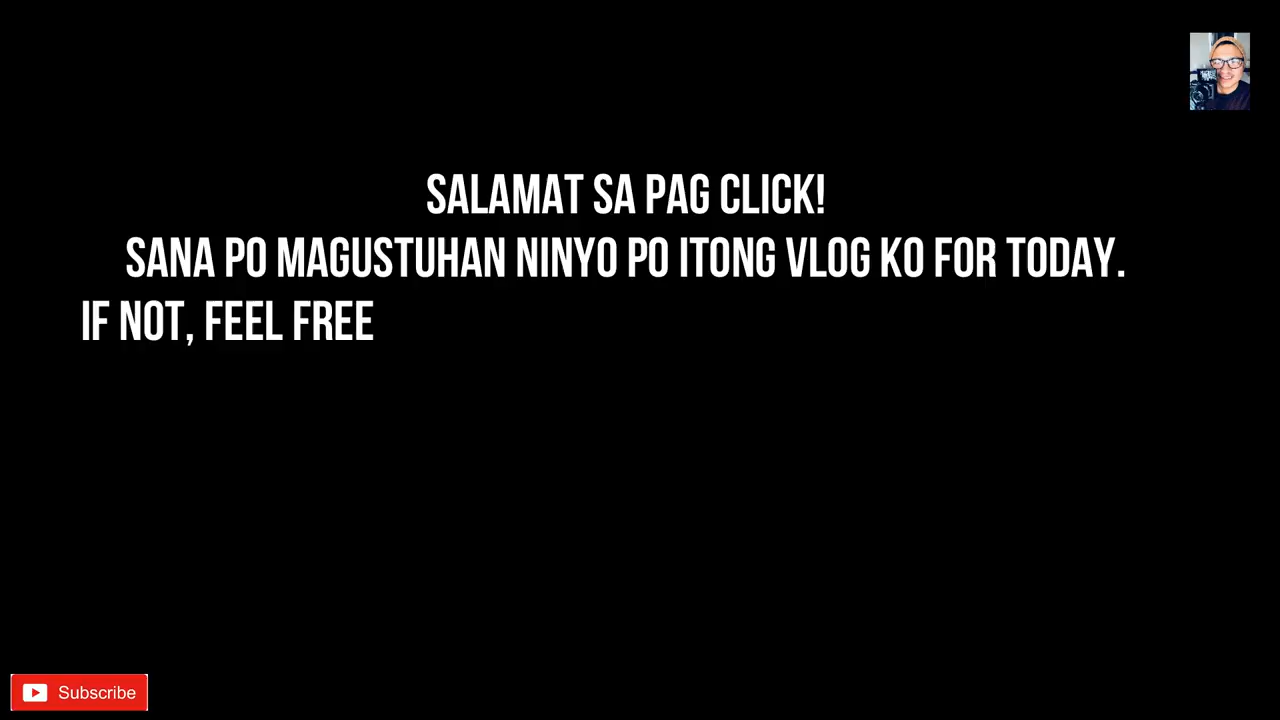 SALAMAT SA PAG CLICK!
SANA PO MAGUSTUHAN NINYO PO ITONG VLOG KO FOR TODAY.
IF NOT, FEEL FREE
Subscribe